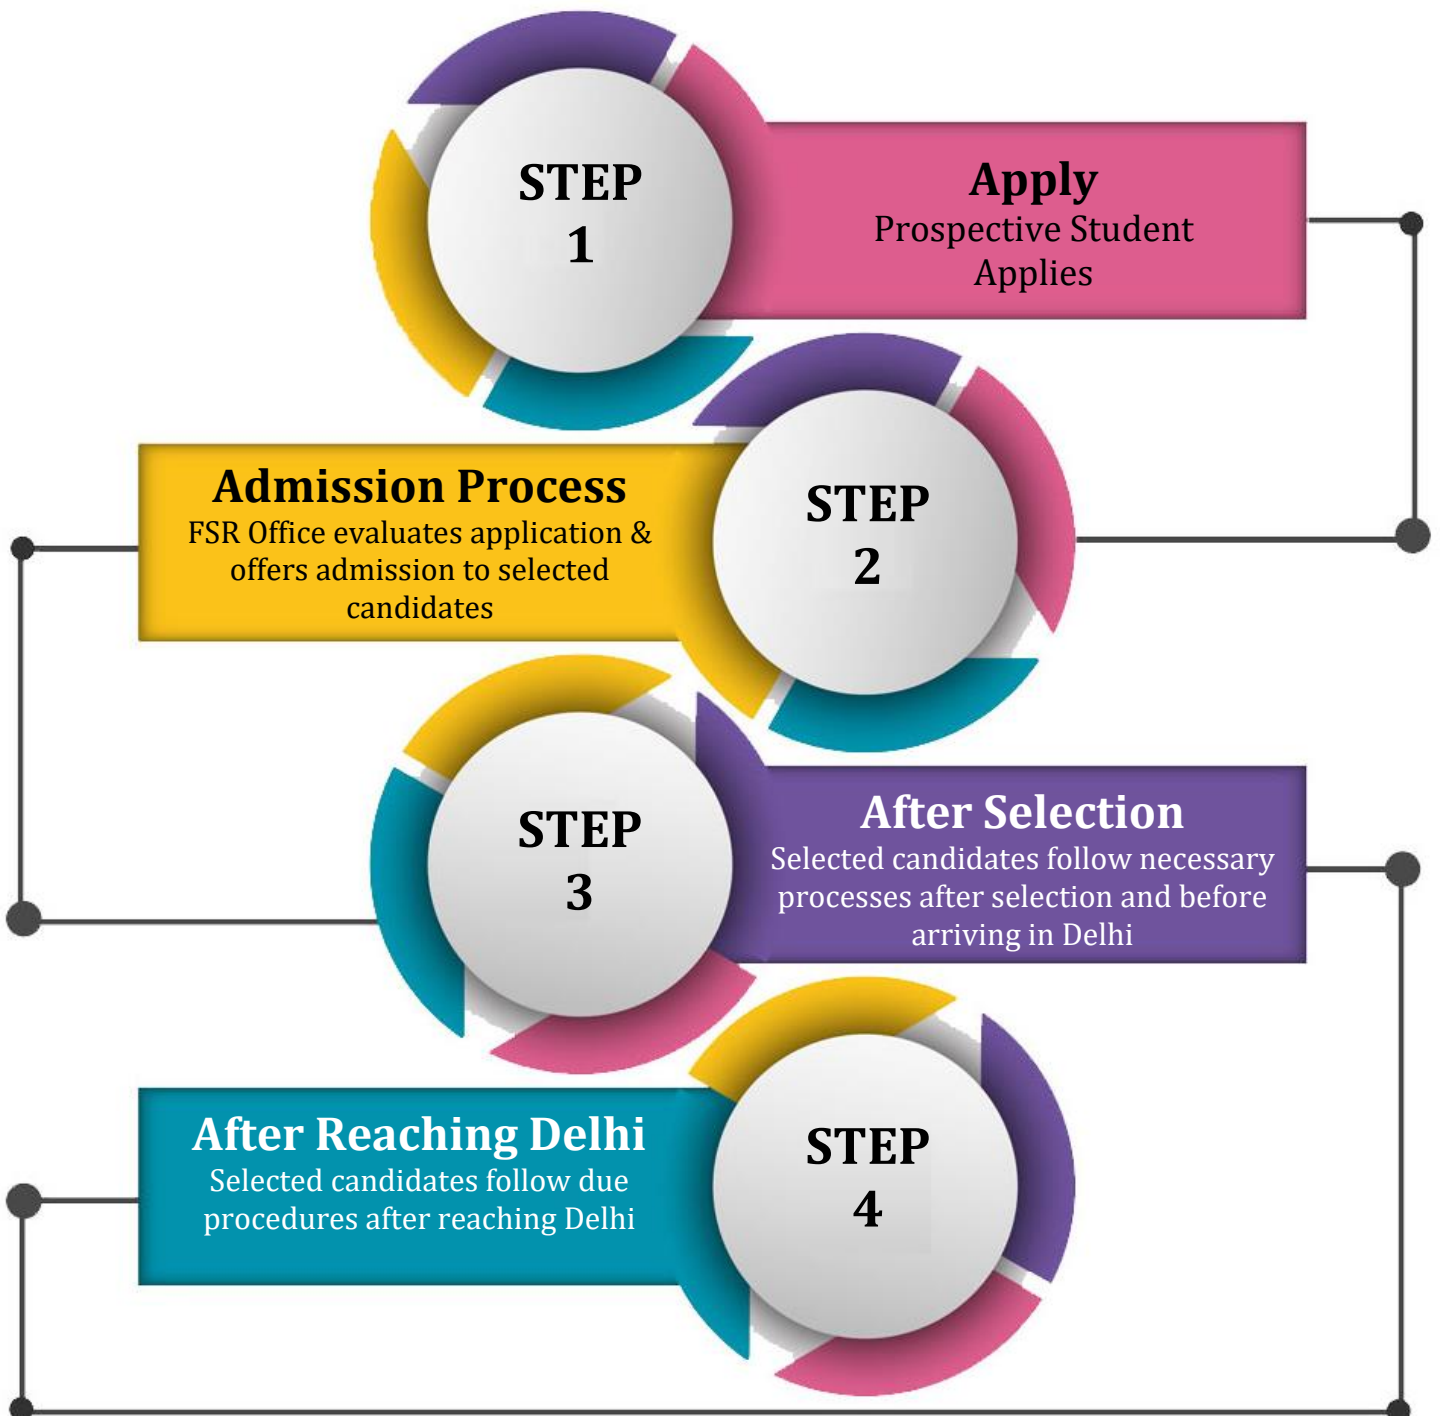 STEP
1
Apply
Prospective Student
Applies
Admission Process
FSR Office evaluates application &
offers admission to selected
candidates
STEP
2
STEP
3
After Selection
Selected candidates follow necessary
processes after selection and before
arriving in Delhi
After Reaching Delhi
Selected candidates follow due
procedures after reaching Delhi
STEP
4